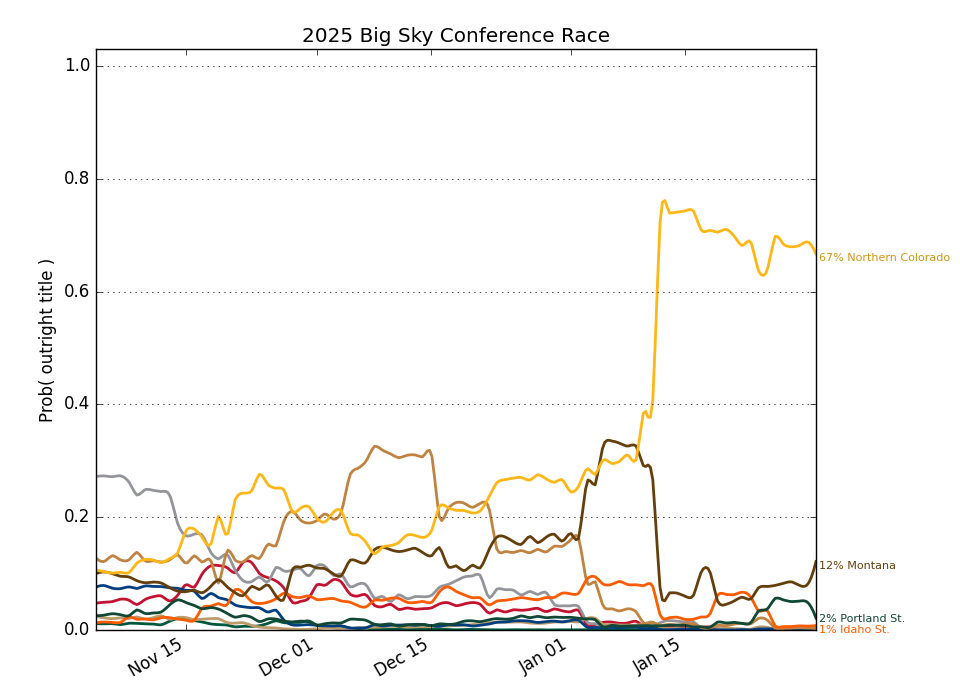 2025 Big Sky Conference Race
Prob( outright title )
1.0
0.8
0.6
0.4
0.2
0.0
67% Northern Colorado
12% Montana
2% Portland St.
1% Idaho St.
Nov 15
Dec 01
Dec 15
Jan 01
Jan 15